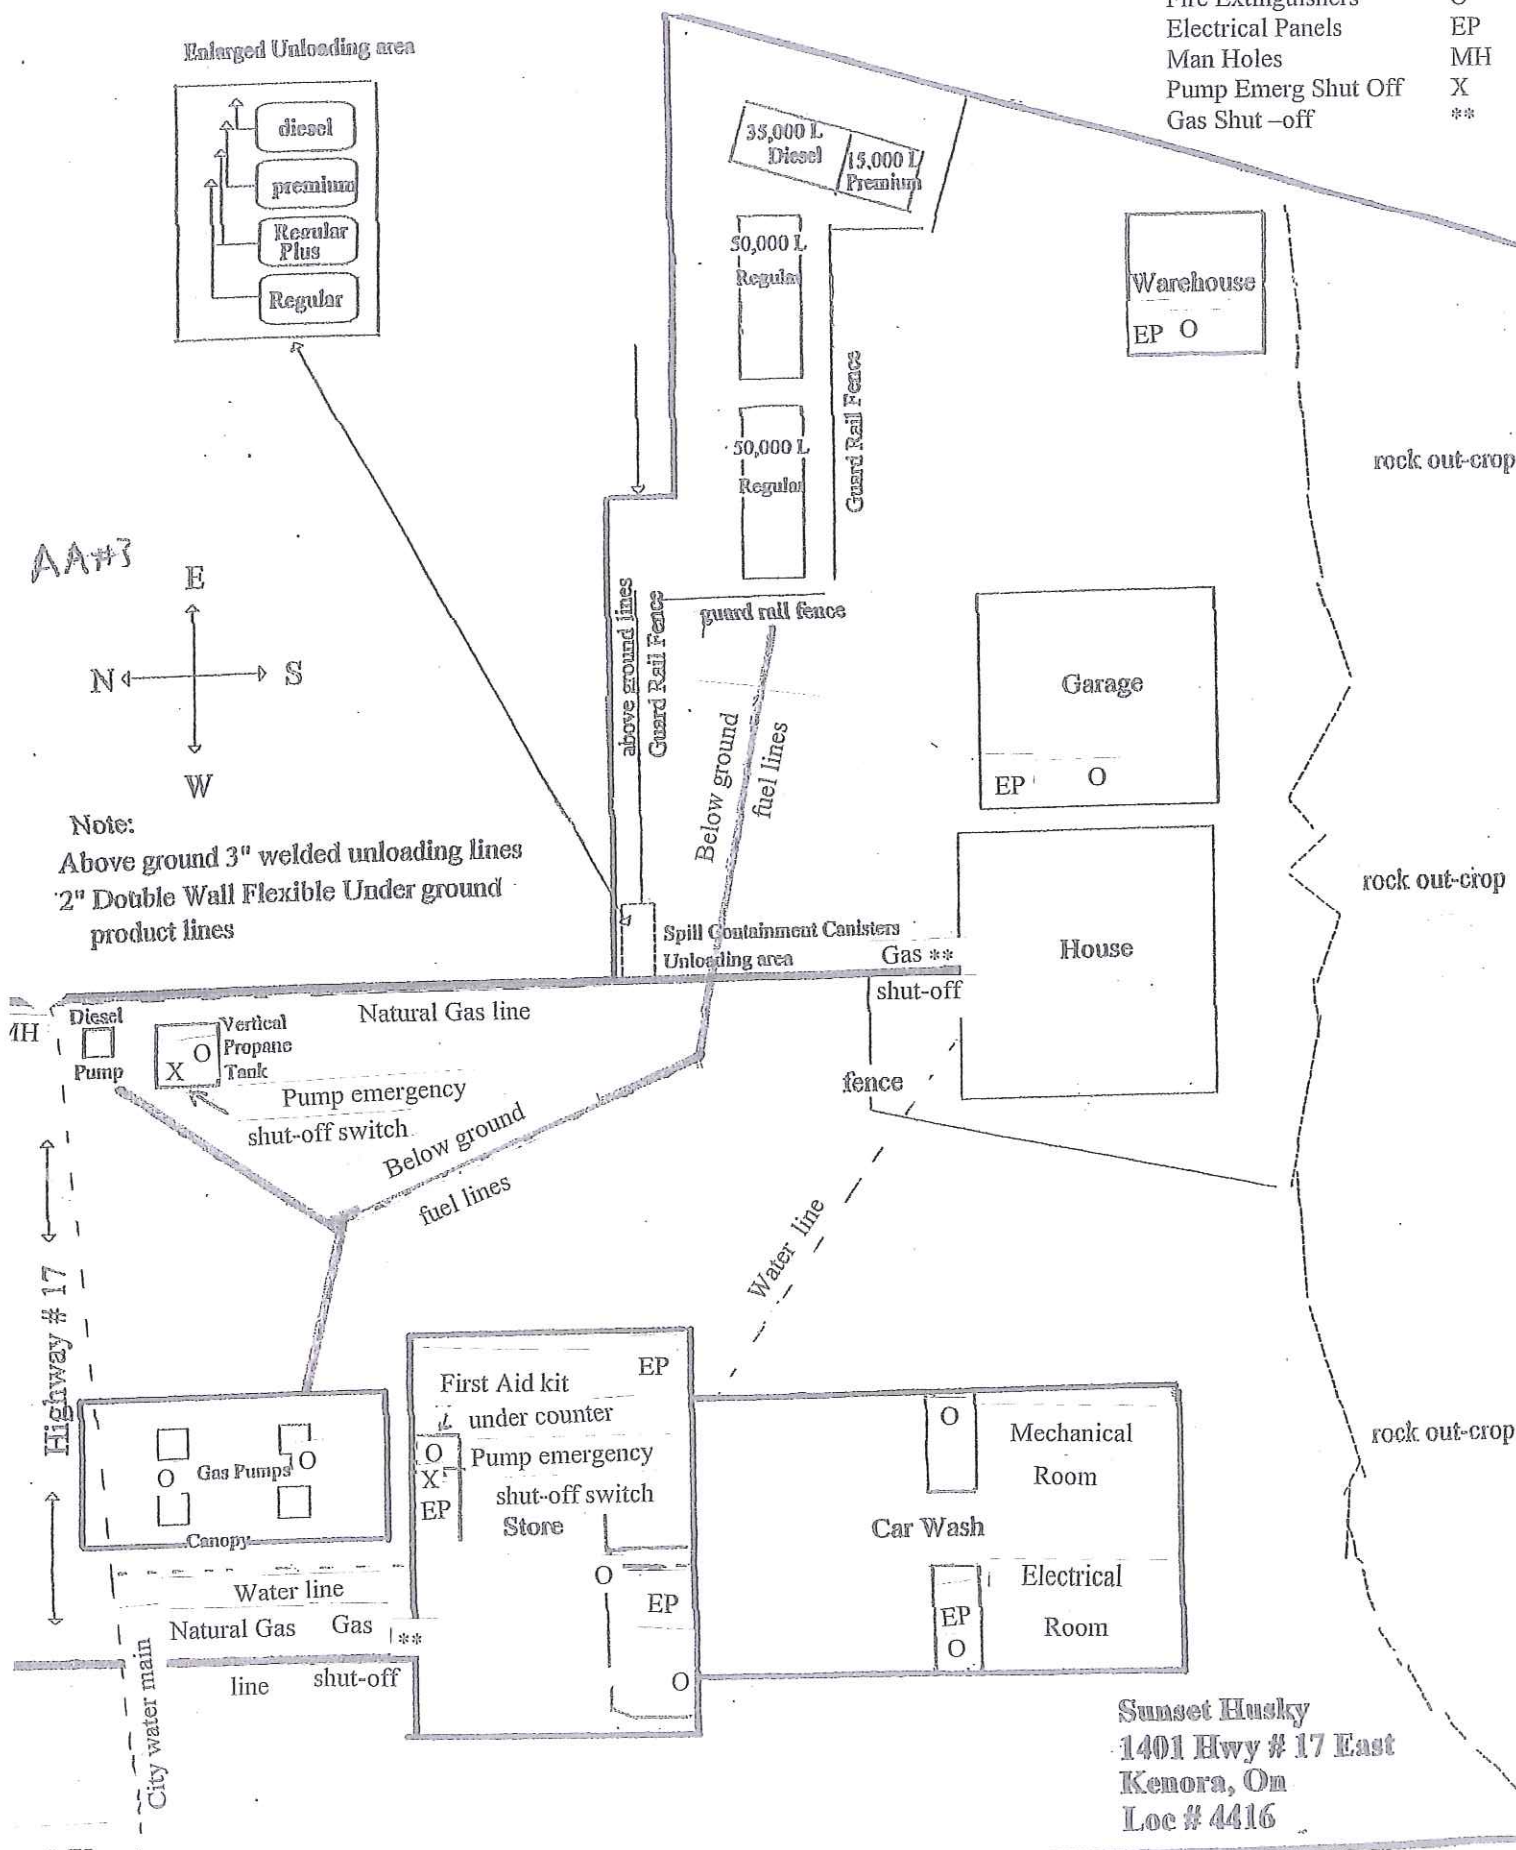 Fire Extinguishers O
Electrical Panels EP
Man Holes MH
Pump Emerg Shut Off X
Gas Shut –off **
Enlarged Unloading area
diesel
premium
Regular
Plus
Regular
35,000 L
Diesel
15,000 L
Premium
50,000 L
Regular
50,000 L
Regular
Guard Rail Fence
Warehouse
EP O
rock out-crop
AA#3
E
N S
W
above ground lines
Guard Rail Fence
guard rail fence
Below ground
fuel lines
Garage
EP O
Note:
Above ground 3" welded unloading lines
2" Double Wall Flexible Under ground
product lines
Spill Containment Canisters
Unloading area
Gas **
shut-off
House
rock out-crop
MH
Diesel
Pump
Vertical
Propane
Tank
O
X
Natural Gas line
Pump emergency
shut-off switch
Below ground
fuel lines
fence
Water line
Highway # 17
First Aid kit
under counter
EP
O
X
EP
Pump emergency
shut-off switch
Store
O
EP
O
O
Gas Pumps
O
Canopy
O
Mechanical
Room
Car Wash
Electrical
Room
EP
O
rock out-crop
Water line
Natural Gas
line
Gas
shut-off
**
City water main
Sunset Husky
1401 Hwy # 17 East
Kenora, On
Loc # 4416